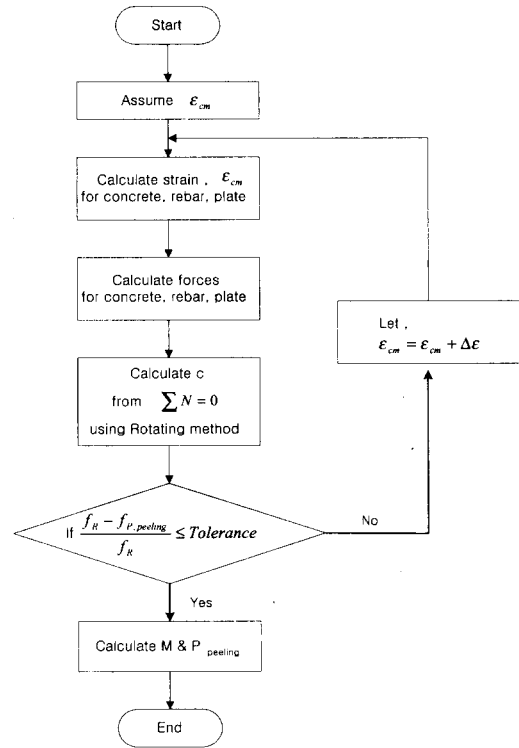 Start
Assume ε_cm
Calculate strain , ε_cm
for concrete, rebar, plate
Calculate forces
for concrete, rebar, plate
Let ,
ε_cm = ε_cm + Δε
Calculate c
from ∑ N = 0
using Rotating method
If (f_R − f_P,peeling) / f_R ≤ Tolerance
No
Yes
Calculate M & P peeling
End